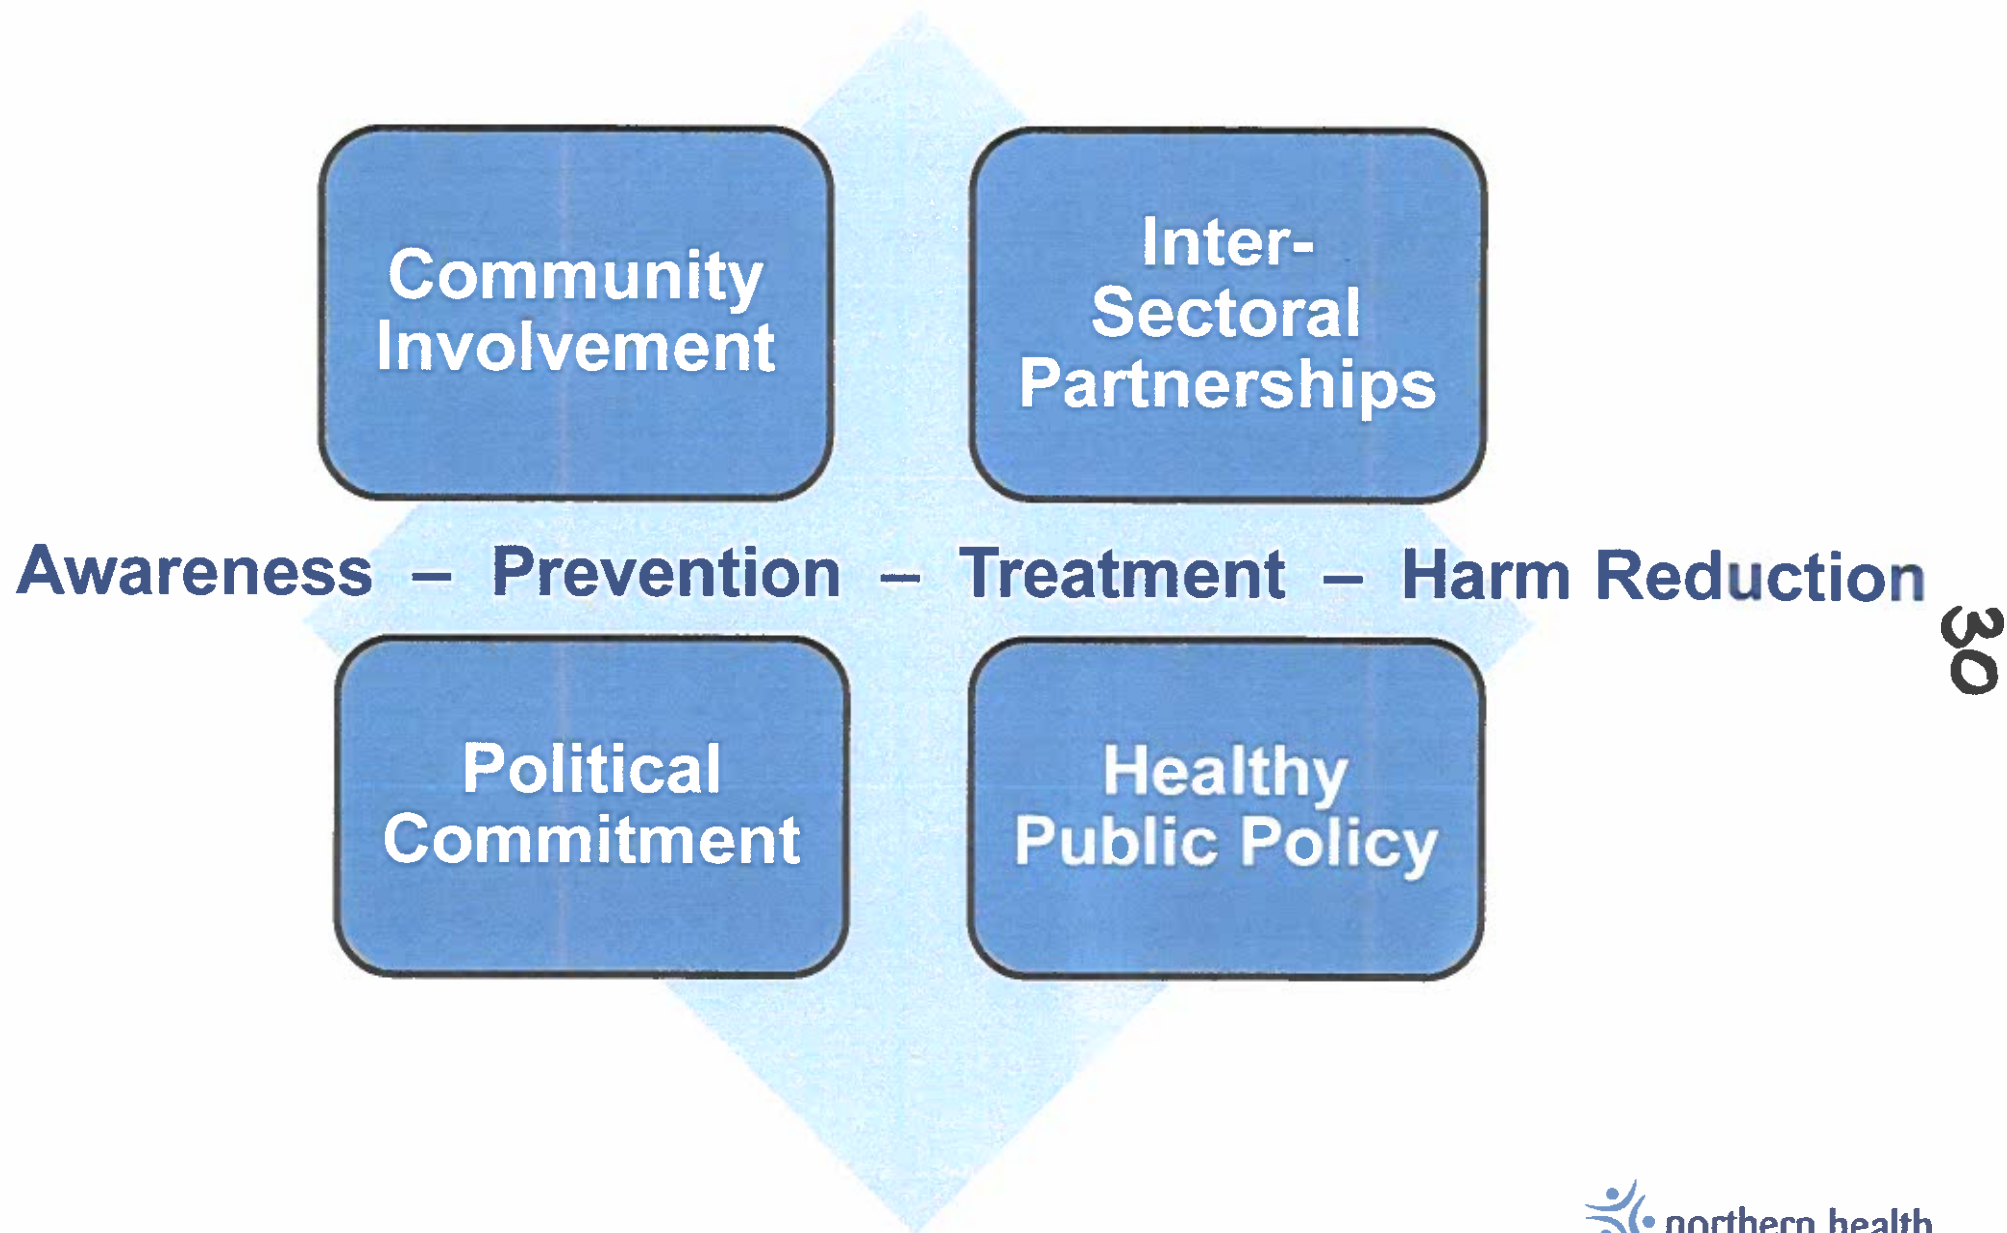 Community
Involvement
Inter-
Sectoral
Partnerships
Awareness – Prevention – Treatment – Harm Reduction
30
Political
Commitment
Healthy
Public Policy
northern health